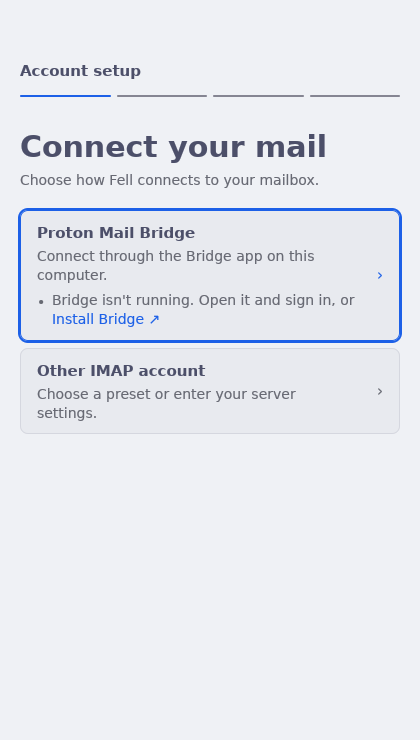 Account setup
Connect your mail
Choose how Fell connects to your mailbox.
Proton Mail Bridge
Connect through the Bridge app on this
computer.
• Bridge isn't running. Open it and sign in, or
Install Bridge ↗
›
Other IMAP account
Choose a preset or enter your server
settings.
›